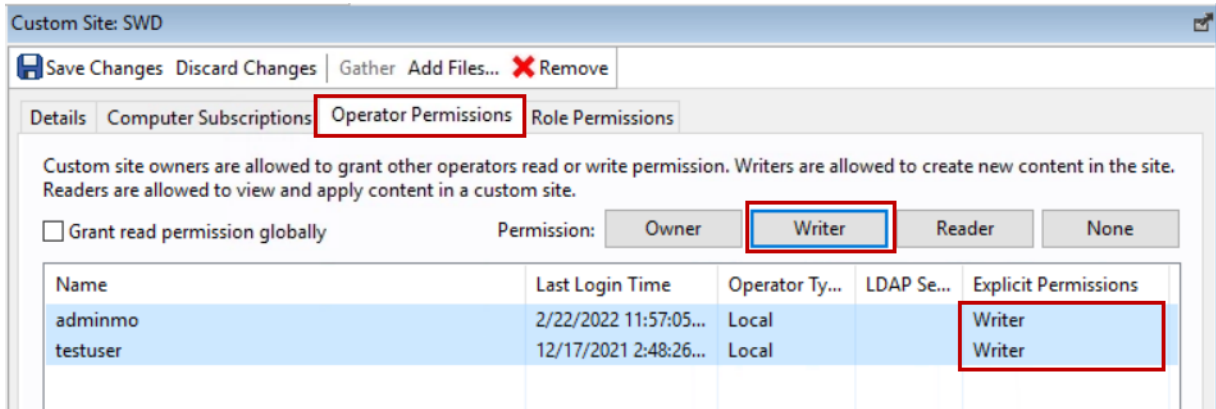 Custom Site: SWD
Save Changes Discard Changes Gather Add Files... Remove
Details Computer Subscriptions Operator Permissions Role Permissions
Custom site owners are allowed to grant other operators read or write permission. Writers are allowed to create new content in the site.
Readers are allowed to view and apply content in a custom site.
Grant read permission globally Permission: Owner Writer Reader None
Name Last Login Time Operator Ty... LDAP Se... Explicit Permissions
adminmo 2/22/2022 11:57:05... Local Writer
testuser 12/17/2021 2:48:26... Local Writer